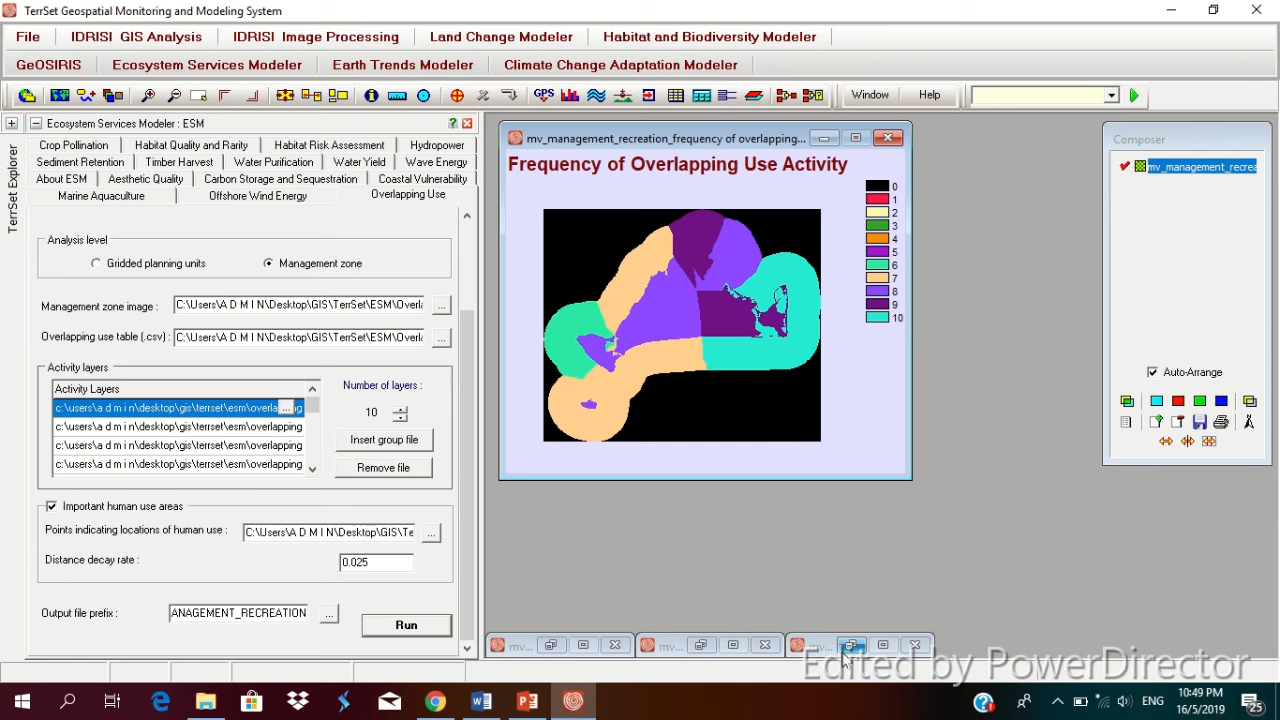 TerrSet Geospatial Monitoring and Modeling System
File IDRISI GIS Analysis IDRISI Image Processing Land Change Modeler Habitat and Biodiversity Modeler
GeOSIRIS Ecosystem Services Modeler Earth Trends Modeler Climate Change Adaptation Modeler
GPS Window Help
TerrSet Explorer
Ecosystem Services Modeler : ESM
Crop Pollination Habitat Quality and Rarity Habitat Risk Assessment Hydropower
Sediment Retention Timber Harvest Water Purification Water Yield Wave Energy
About ESM Aesthetic Quality Carbon Storage and Sequestration Coastal Vulnerability
Marine Aquaculture Offshore Wind Energy Overlapping Use
Analysis level
Gridded planning units Management zone
Management zone image : C:\Users\A D M I N\Desktop\GIS\TerSet\ESM\Overla ...
Overlapping use table (.csv) : C:\Users\A D M I N\Desktop\GIS\TerSet\ESM\Overla ...
Activity layers
Activity Layers
c:\users\a d m i n\desktop\gis\terrset\esm\overla ... ng
c:\users\a d m i n\desktop\gis\terrset\esm\overlapping
c:\users\a d m i n\desktop\gis\terrset\esm\overlapping
c:\users\a d m i n\desktop\gis\terrset\esm\overlapping
Number of layers :
10
Insert group file
Remove file
Important human use areas
Points indicating locations of human use : C:\Users\A D M I N\Desktop\GIS\Te ...
Distance decay rate : 0.025
Output file prefix : ANAGEMENT_RECREATION ...
Run
mv_management_recreation_frequency of overlapping...
Frequency of Overlapping Use Activity
0
1
2
3
4
5
6
7
8
9
10
Composer
mv_management_recrea
Auto-Arrange
mv... mv... mv...
Edited by PowerDirector
ENG
10:49 PM
16/5/2019
25